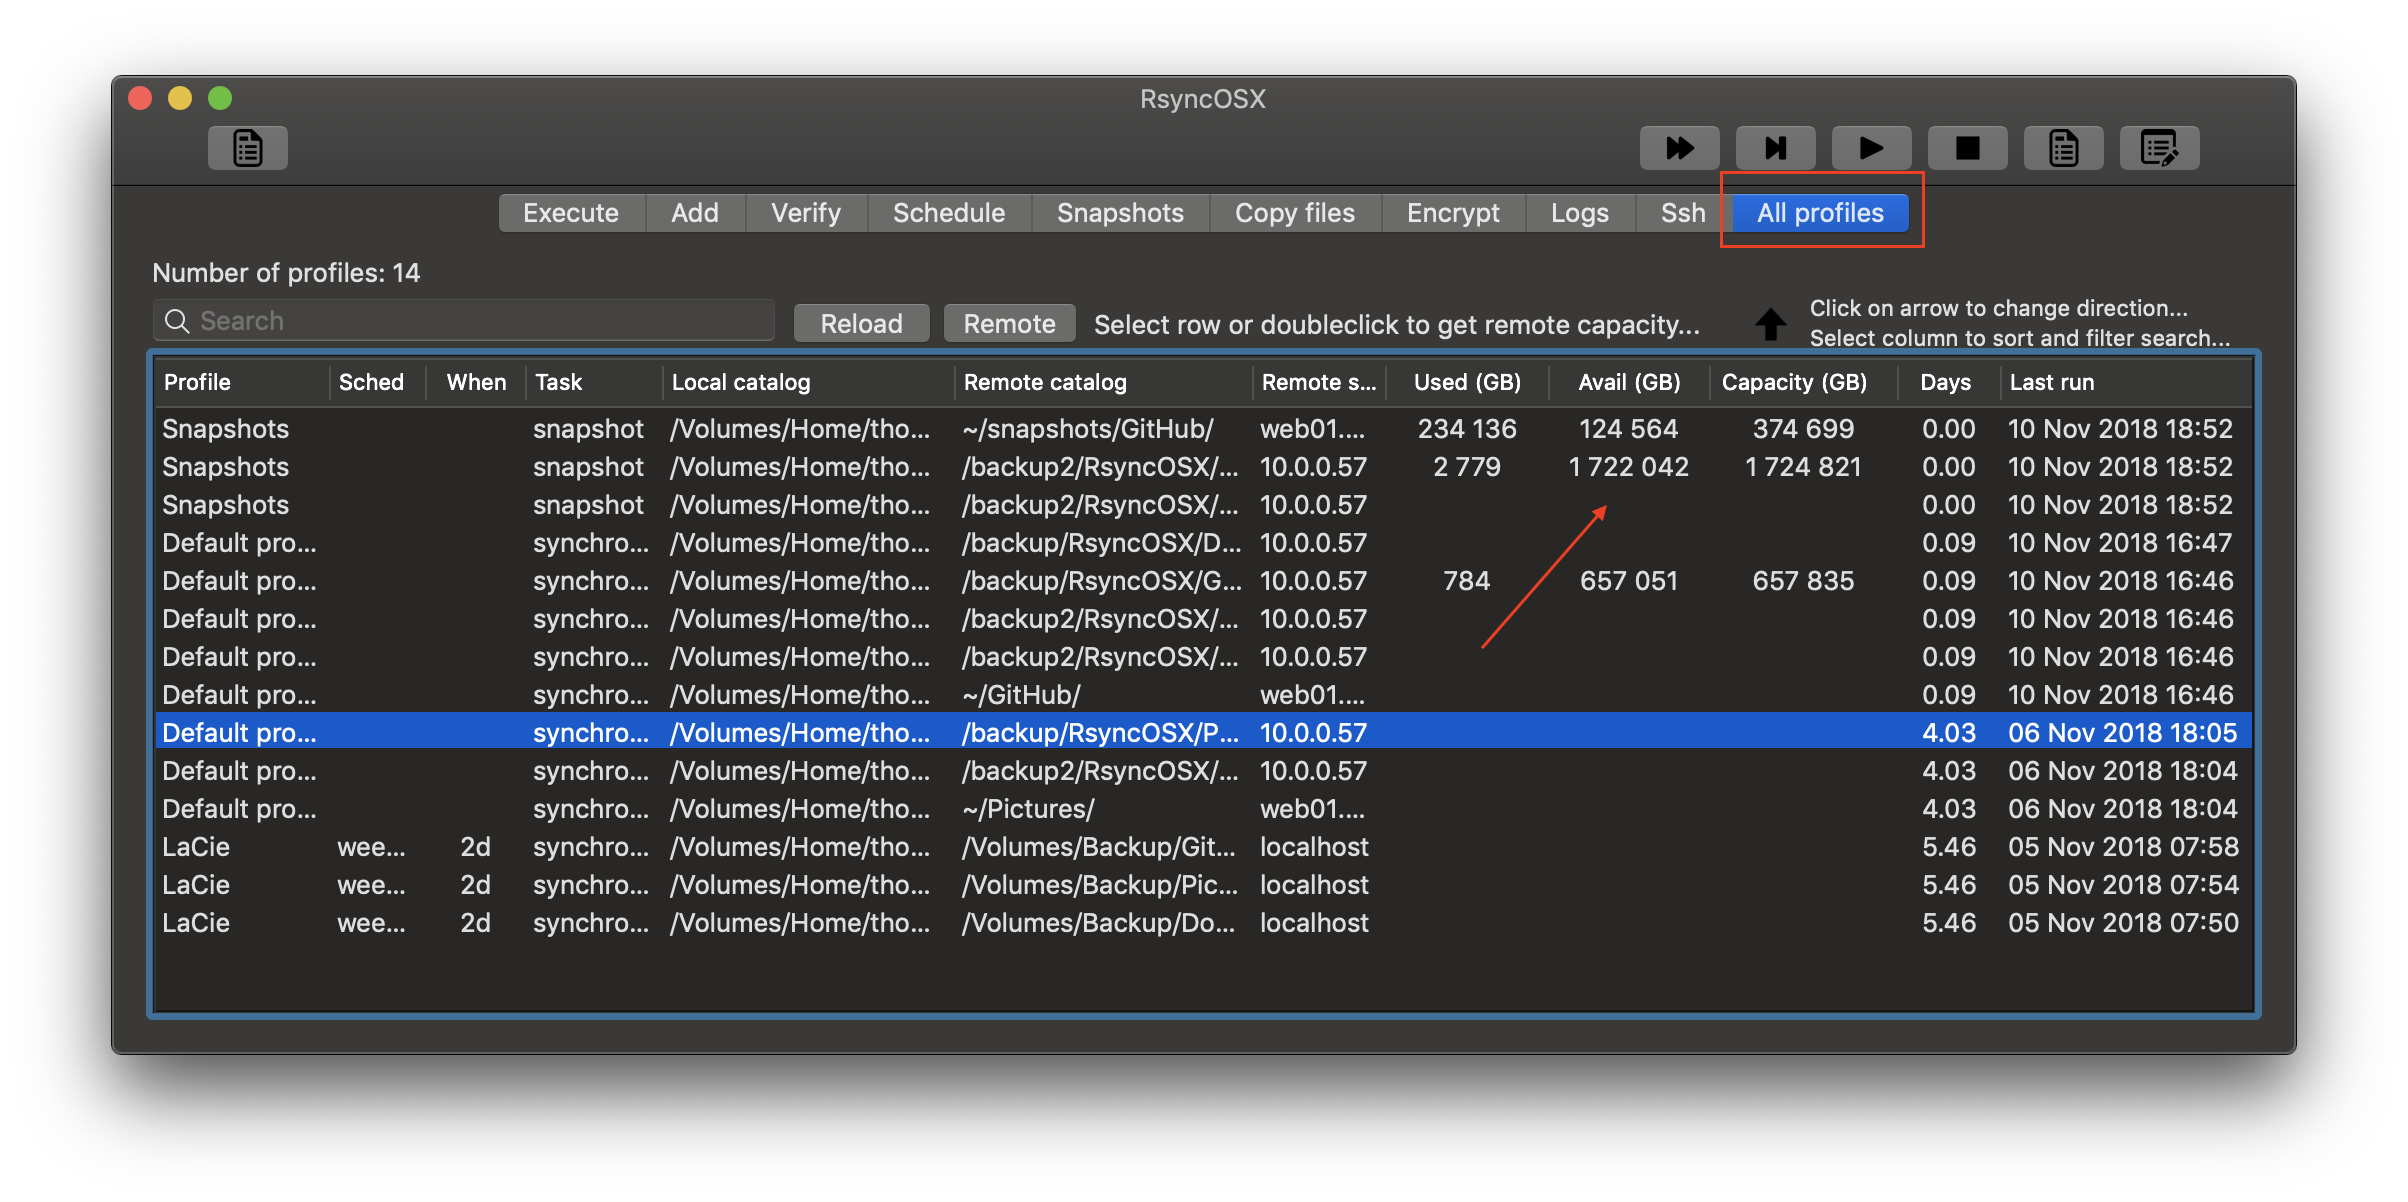 RsyncOSX
Execute Add Verify Schedule Snapshots Copy files Encrypt Logs Ssh All profiles
Number of profiles: 14
Search Reload Remote Select row or doubleclick to get remote capacity...
Click on arrow to change direction...
Select column to sort and filter search...
Profile Sched When Task Local catalog Remote catalog Remote s... Used (GB) Avail (GB) Capacity (GB) Days Last run
Snapshots snapshot /Volumes/Home/tho... ~/snapshots/GitHub/ web01.... 234 136 124 564 374 699 0.00 10 Nov 2018 18:52
Snapshots snapshot /Volumes/Home/tho... /backup2/RsyncOSX/... 10.0.0.57 2 779 1 722 042 1 724 821 0.00 10 Nov 2018 18:52
Snapshots snapshot /Volumes/Home/tho... /backup2/RsyncOSX/... 10.0.0.57 0.00 10 Nov 2018 18:52
Default pro... synchro... /Volumes/Home/tho... /backup/RsyncOSX/D... 10.0.0.57 0.09 10 Nov 2018 16:47
Default pro... synchro... /Volumes/Home/tho... /backup/RsyncOSX/G... 10.0.0.57 784 657 051 657 835 0.09 10 Nov 2018 16:46
Default pro... synchro... /Volumes/Home/tho... /backup2/RsyncOSX/... 10.0.0.57 0.09 10 Nov 2018 16:46
Default pro... synchro... /Volumes/Home/tho... /backup2/RsyncOSX/... 10.0.0.57 0.09 10 Nov 2018 16:46
Default pro... synchro... /Volumes/Home/tho... ~/GitHub/ web01.... 0.09 10 Nov 2018 16:46
Default pro... synchro... /Volumes/Home/tho... /backup/RsyncOSX/P... 10.0.0.57 4.03 06 Nov 2018 18:05
Default pro... synchro... /Volumes/Home/tho... /backup2/RsyncOSX/... 10.0.0.57 4.03 06 Nov 2018 18:04
Default pro... synchro... /Volumes/Home/tho... ~/Pictures/ web01.... 4.03 06 Nov 2018 18:04
LaCie wee... 2d synchro... /Volumes/Home/tho... /Volumes/Backup/Git... localhost 5.46 05 Nov 2018 07:58
LaCie wee... 2d synchro... /Volumes/Home/tho... /Volumes/Backup/Pic... localhost 5.46 05 Nov 2018 07:54
LaCie wee... 2d synchro... /Volumes/Home/tho... /Volumes/Backup/Do... localhost 5.46 05 Nov 2018 07:50